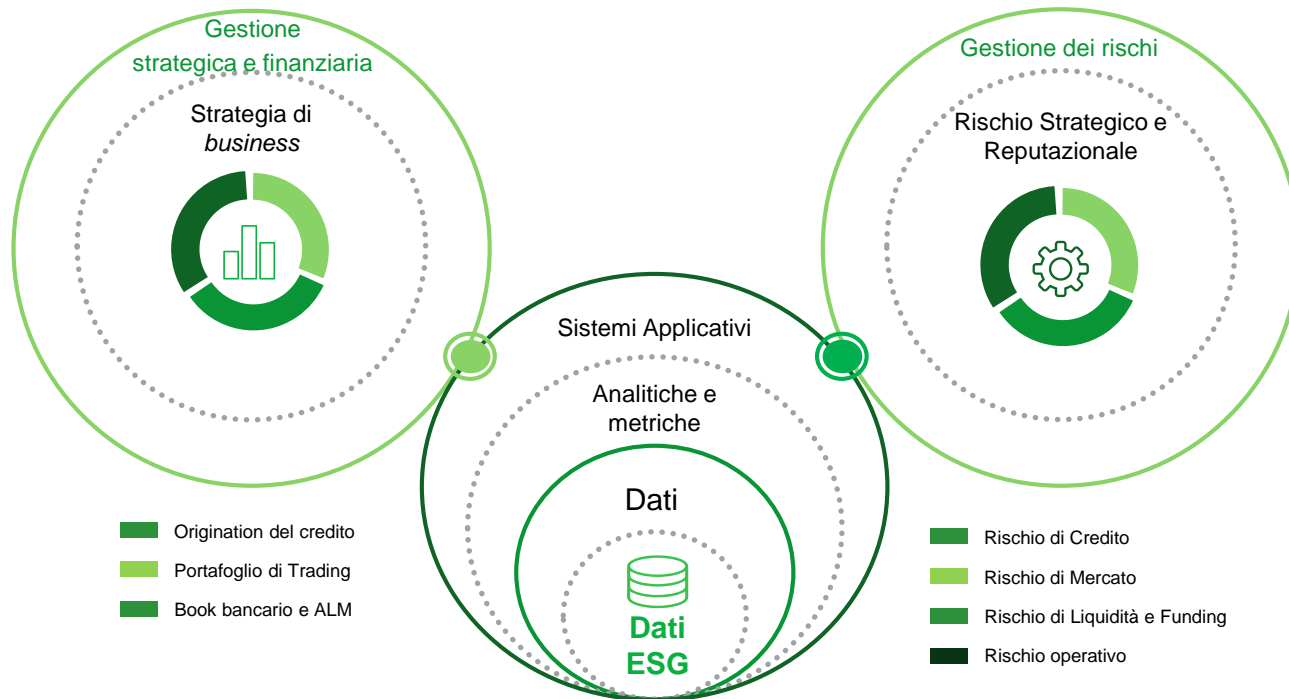 Gestione
strategica e finanziaria
Strategia di
business
Gestione dei rischi
Rischio Strategico e
Reputazionale
Sistemi Applicativi
Analitiche e
metriche
Dati
Dati
ESG
Origination del credito
Portafoglio di Trading
Book bancario e ALM
Rischio di Credito
Rischio di Mercato
Rischio di Liquidità e Funding
Rischio operativo